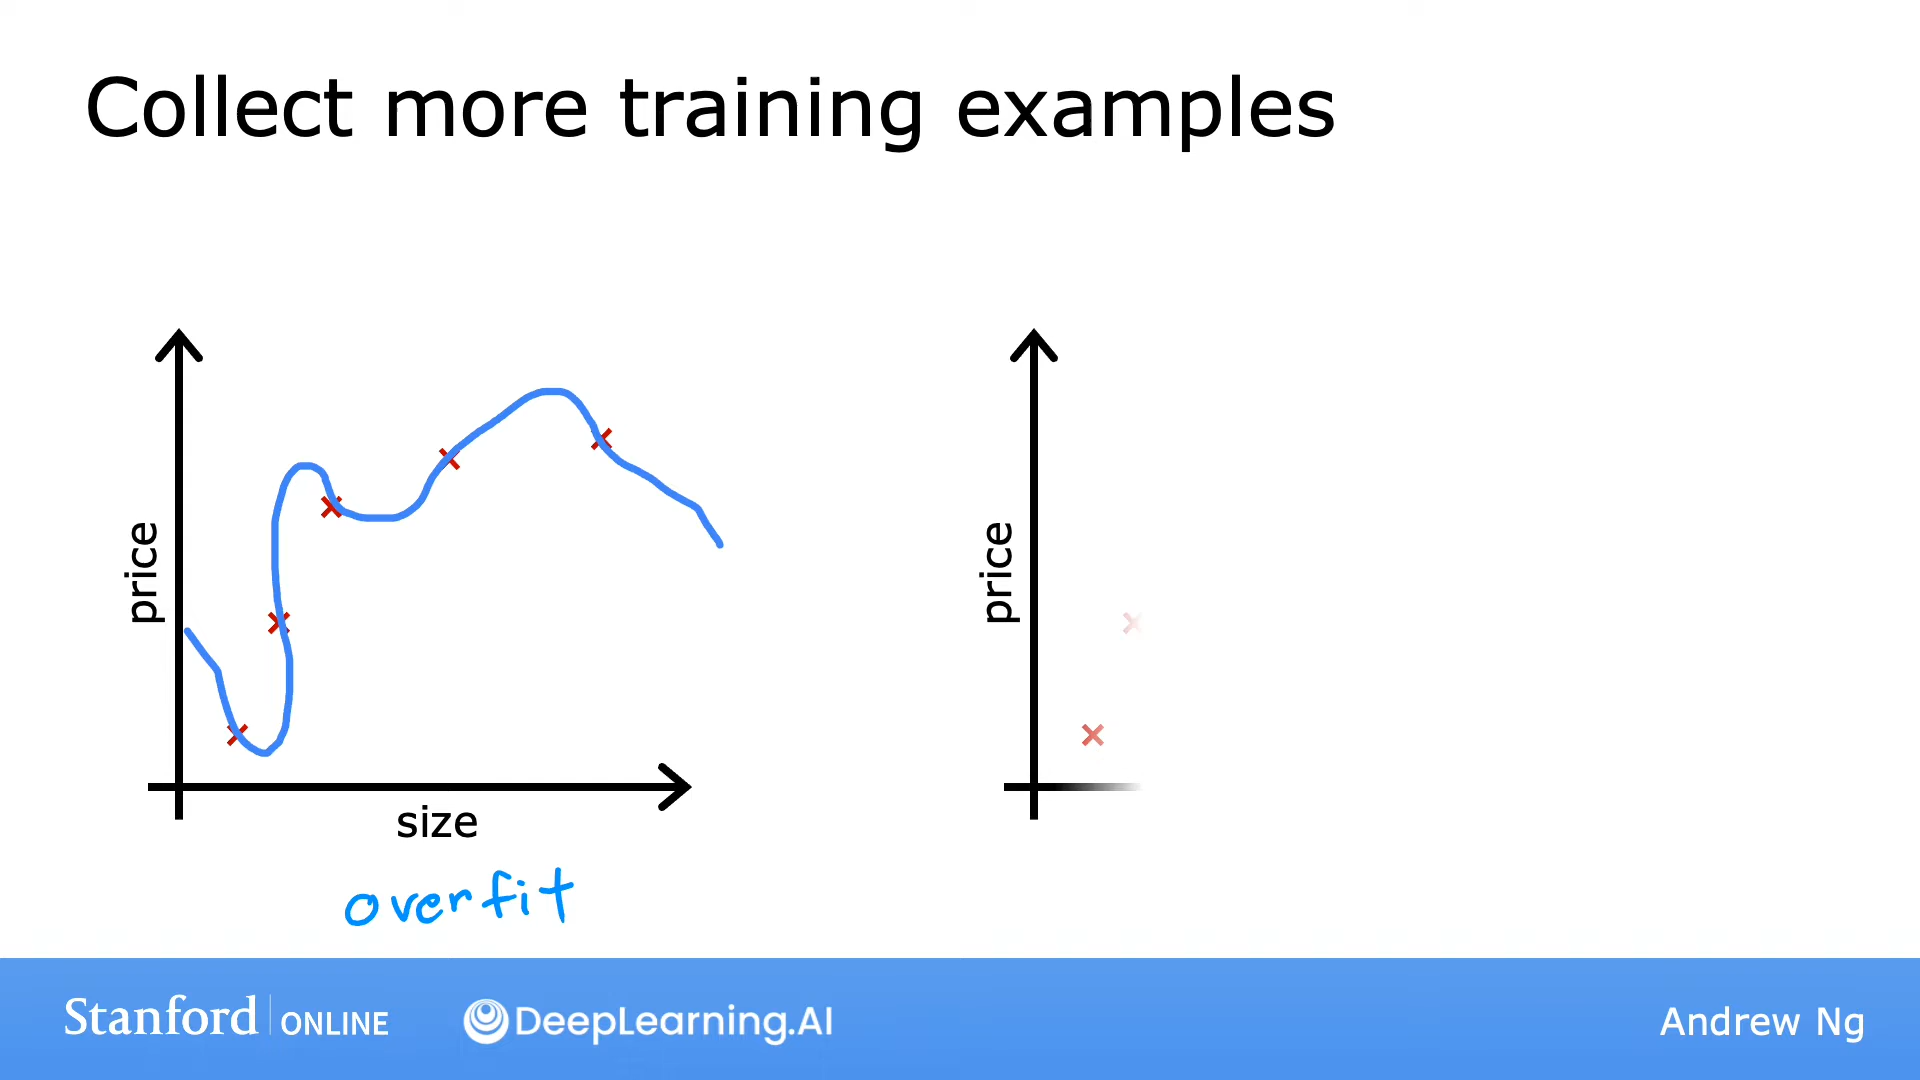 Collect more training examples
price
size
overfit
price
Stanford | ONLINE
DeepLearning.AI
Andrew Ng